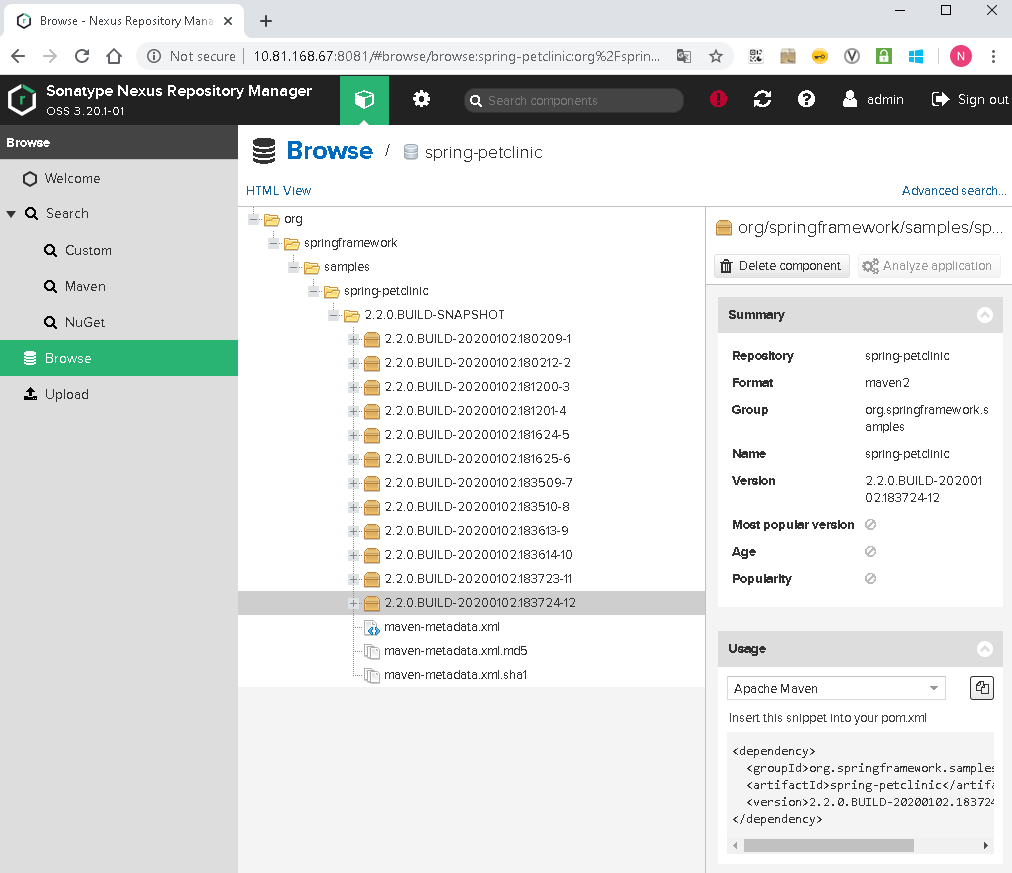 Browse - Nexus Repository Mana
Not secure
10.81.168.67:8081/#browse/browse:spring-petclinic:org%2Fsprin...
N
Sonatype Nexus Repository Manager
OSS 3.20.1-01
Search components
admin
Sign out
Browse
Welcome
Search
Custom
Maven
NuGet
Browse
Upload
Browse / spring-petclinic
HTML View
Advanced search...
org
springframework
samples
spring-petclinic
2.2.0.BUILD-SNAPSHOT
2.2.0.BUILD-20200102.180209-1
2.2.0.BUILD-20200102.180212-2
2.2.0.BUILD-20200102.181200-3
2.2.0.BUILD-20200102.181201-4
2.2.0.BUILD-20200102.181624-5
2.2.0.BUILD-20200102.181625-6
2.2.0.BUILD-20200102.183509-7
2.2.0.BUILD-20200102.183510-8
2.2.0.BUILD-20200102.183613-9
2.2.0.BUILD-20200102.183614-10
2.2.0.BUILD-20200102.183723-11
2.2.0.BUILD-20200102.183724-12
maven-metadata.xml
maven-metadata.xml.md5
maven-metadata.xml.sha1
org/springframework/samples/sp...
Delete component
Analyze application
Summary
Repository spring-petclinic
Format maven2
Group org.springframework.s
amples
Name spring-petclinic
Version 2.2.0.BUILD-202001
02.183724-12
Most popular version
Age
Popularity
Usage
Apache Maven
Insert this snippet into your pom.xml
<dependency>
<groupId>org.springframework.samples
<artifactId>spring-petclinic</artifa
<version>2.2.0.BUILD-20200102.183724
</dependency>